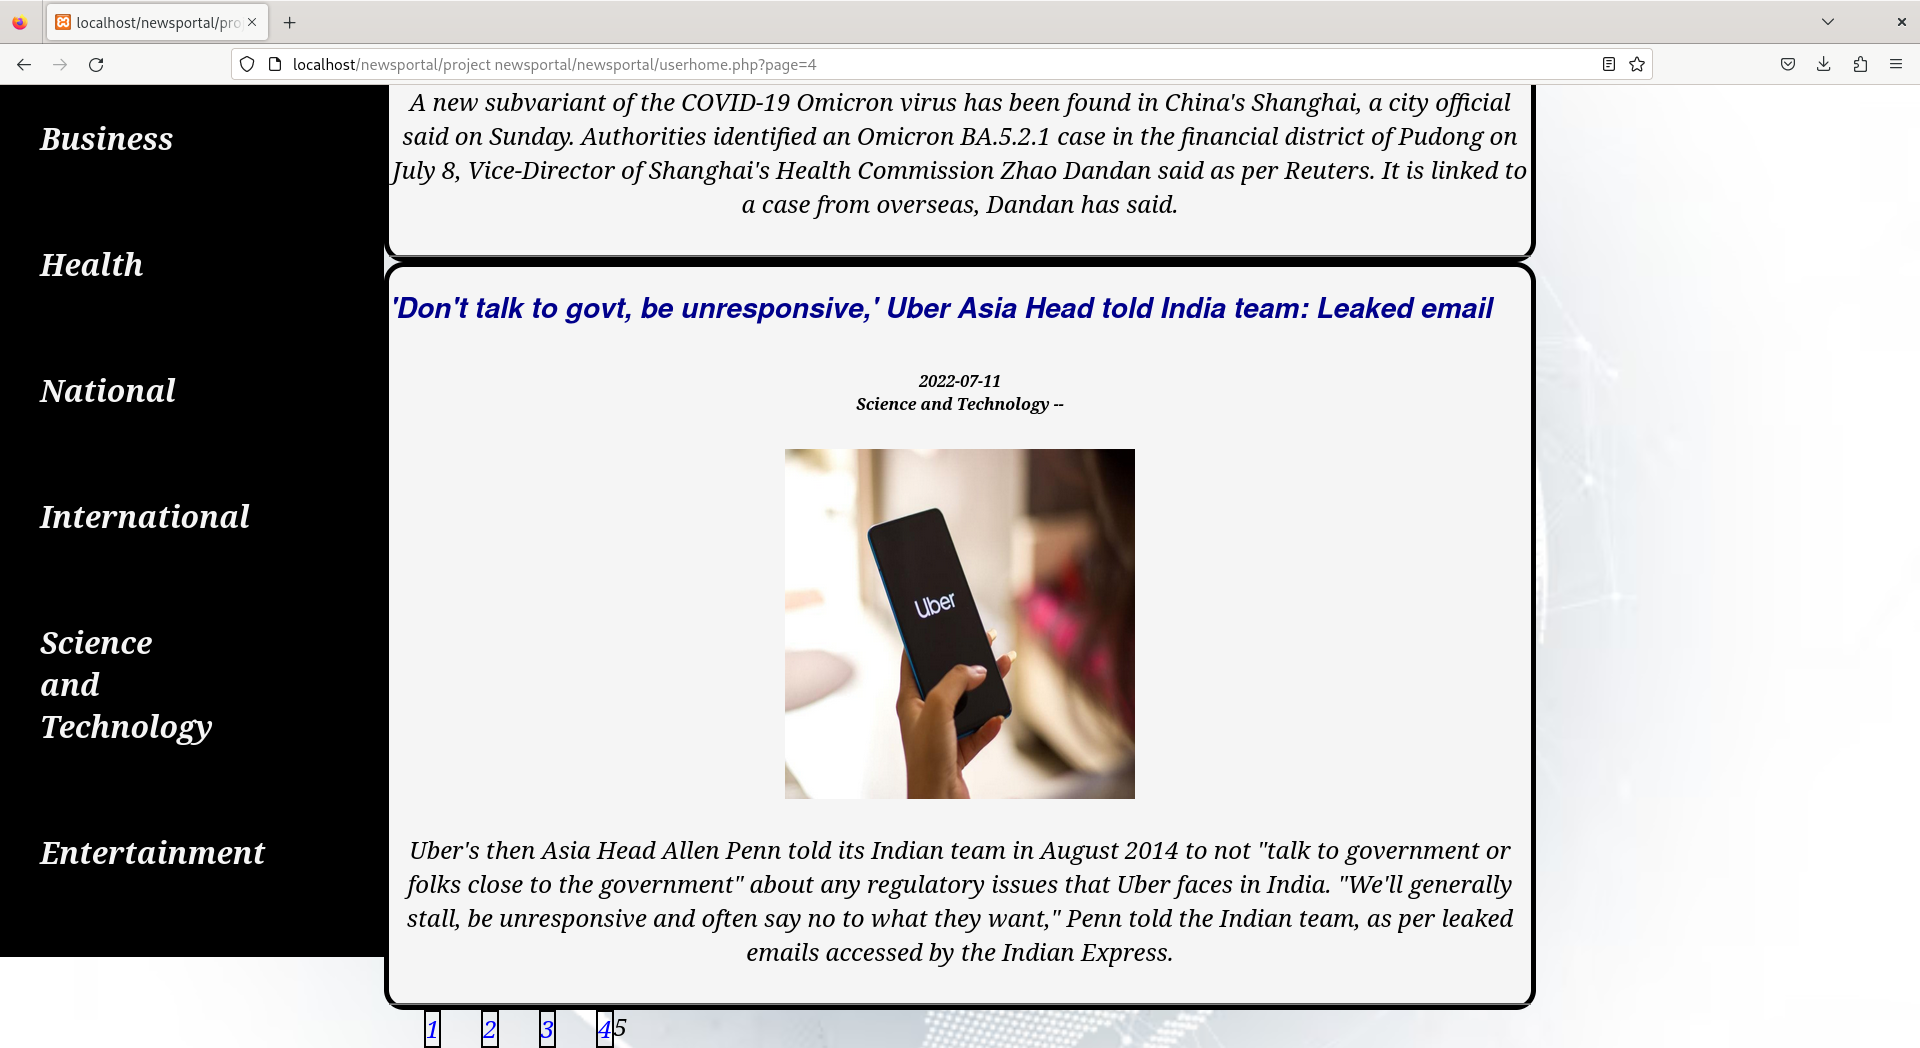 localhost/newsportal/pro
localhost/newsportal/project newsportal/newsportal/userhome.php?page=4
Business
Health
National
International
Science
and
Technology
Entertainment
A new subvariant of the COVID-19 Omicron virus has been found in China's Shanghai, a city official
said on Sunday. Authorities identified an Omicron BA.5.2.1 case in the financial district of Pudong on
July 8, Vice-Director of Shanghai's Health Commission Zhao Dandan said as per Reuters. It is linked to
a case from overseas, Dandan has said.
'Don't talk to govt, be unresponsive,' Uber Asia Head told India team: Leaked email
2022-07-11
Science and Technology --
Uber
Uber's then Asia Head Allen Penn told its Indian team in August 2014 to not "talk to government or
folks close to the government" about any regulatory issues that Uber faces in India. "We'll generally
stall, be unresponsive and often say no to what they want," Penn told the Indian team, as per leaked
emails accessed by the Indian Express.
1 2 3 45